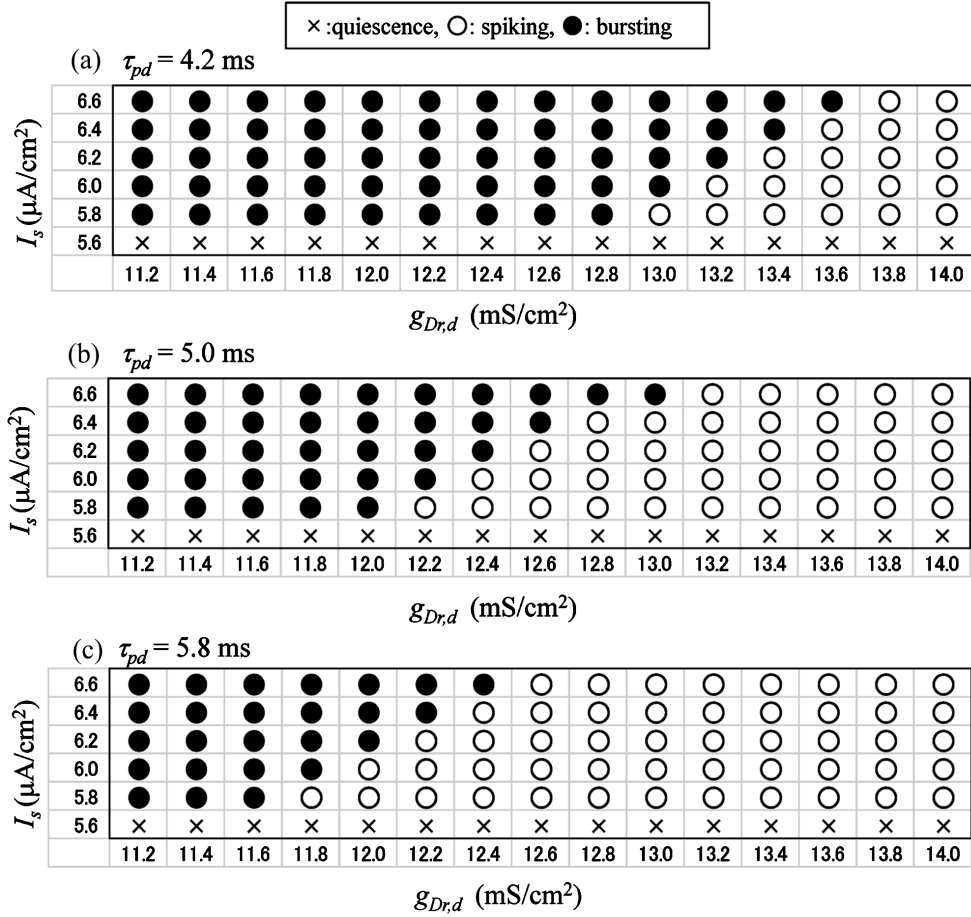 ×:quiescence, ○: spiking, ●: bursting
(a) τpd = 4.2 ms
Is (μA/cm²)
6.6
6.4
6.2
6.0
5.8
5.6
11.2 11.4 11.6 11.8 12.0 12.2 12.4 12.6 12.8 13.0 13.2 13.4 13.6 13.8 14.0
gDr,d (mS/cm²)
(b) τpd = 5.0 ms
Is (μA/cm²)
6.6
6.4
6.2
6.0
5.8
5.6
11.2 11.4 11.6 11.8 12.0 12.2 12.4 12.6 12.8 13.0 13.2 13.4 13.6 13.8 14.0
gDr,d (mS/cm²)
(c) τpd = 5.8 ms
Is (μA/cm²)
6.6
6.4
6.2
6.0
5.8
5.6
11.2 11.4 11.6 11.8 12.0 12.2 12.4 12.6 12.8 13.0 13.2 13.4 13.6 13.8 14.0
gDr,d (mS/cm²)